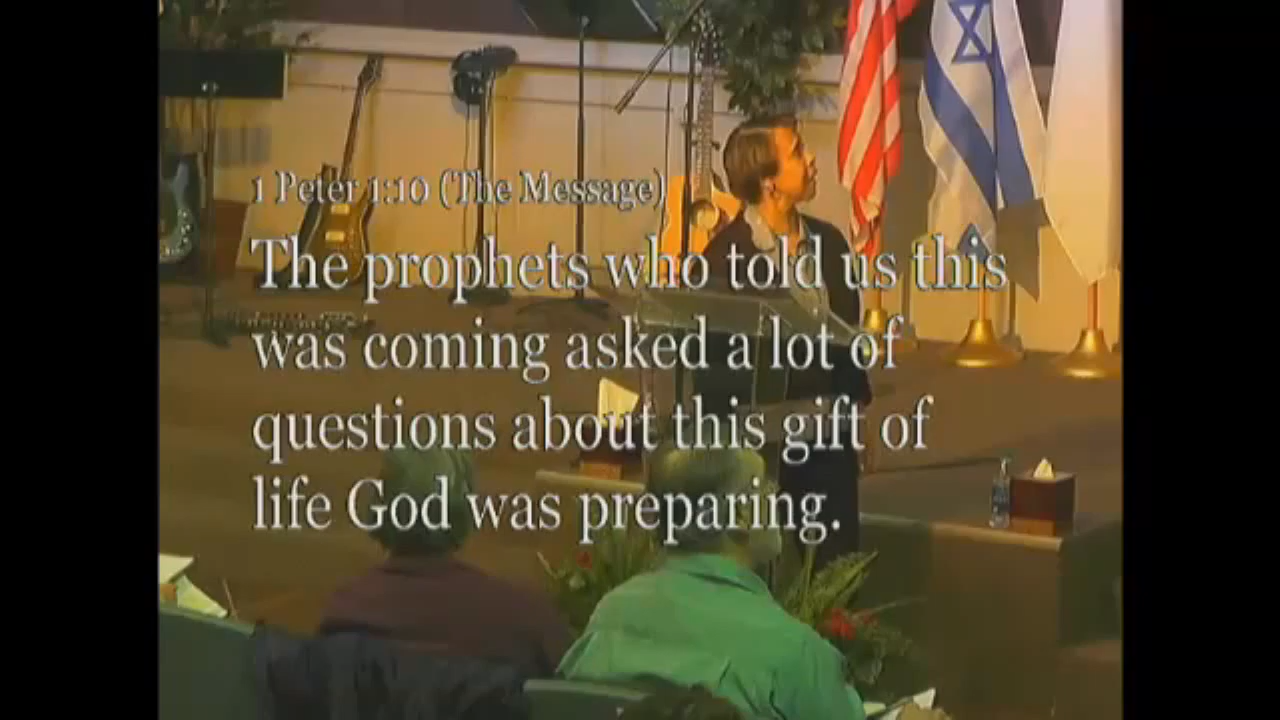 1 Peter 1:10 (The Message)
The prophets who told us this
was coming asked a lot of
questions about this gift of
life God was preparing.